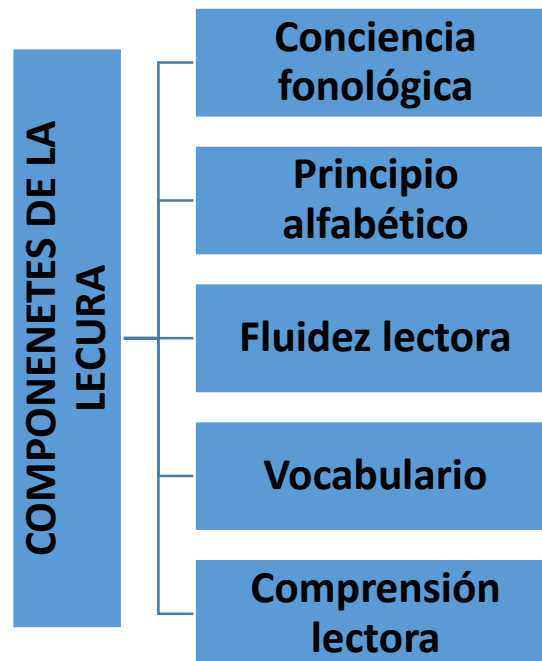 COMPONENETES DE LA
LECURA
Conciencia
fonológica
Principio
alfabético
Fluidez lectora
Vocabulario
Comprensión
lectora